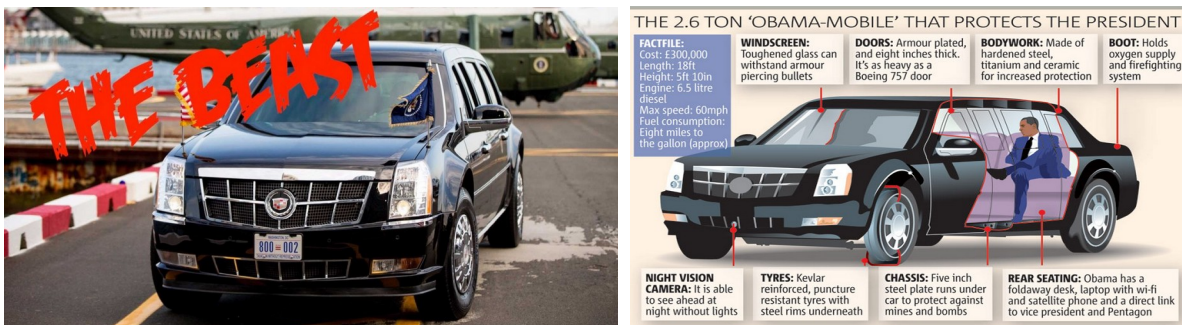 UNITED STATES OF AMERICA
THE BEAST
800-002
THE 2.6 TON ‘OBAMA-MOBILE’ THAT PROTECTS THE PRESIDENT
FACTFILE:
Cost: £300,000
Length: 18ft
Height: 5ft 10in
Engine: 6.5 litre
diesel
Max speed: 60mph
Fuel consumption:
Eight miles to
the gallon (approx)
WINDSCREEN:
Toughened glass can
withstand armour
piercing bullets
DOORS: Armour plated,
and eight inches thick.
It's as heavy as a
Boeing 757 door
BODYWORK: Made of
hardened steel,
titanium and ceramic
for increased protection
BOOT: Holds
oxygen supply
and firefighting
system
NIGHT VISION
CAMERA: It is able
to see ahead at
night without lights
TYRES: Kevlar
reinforced, puncture
resistant tyres with
steel rims underneath
CHASSIS: Five inch
steel plate runs under
car to protect against
mines and bombs
REAR SEATING: Obama has a
foldaway desk, laptop with wi-fi
and satellite phone and a direct link
to vice president and Pentagon